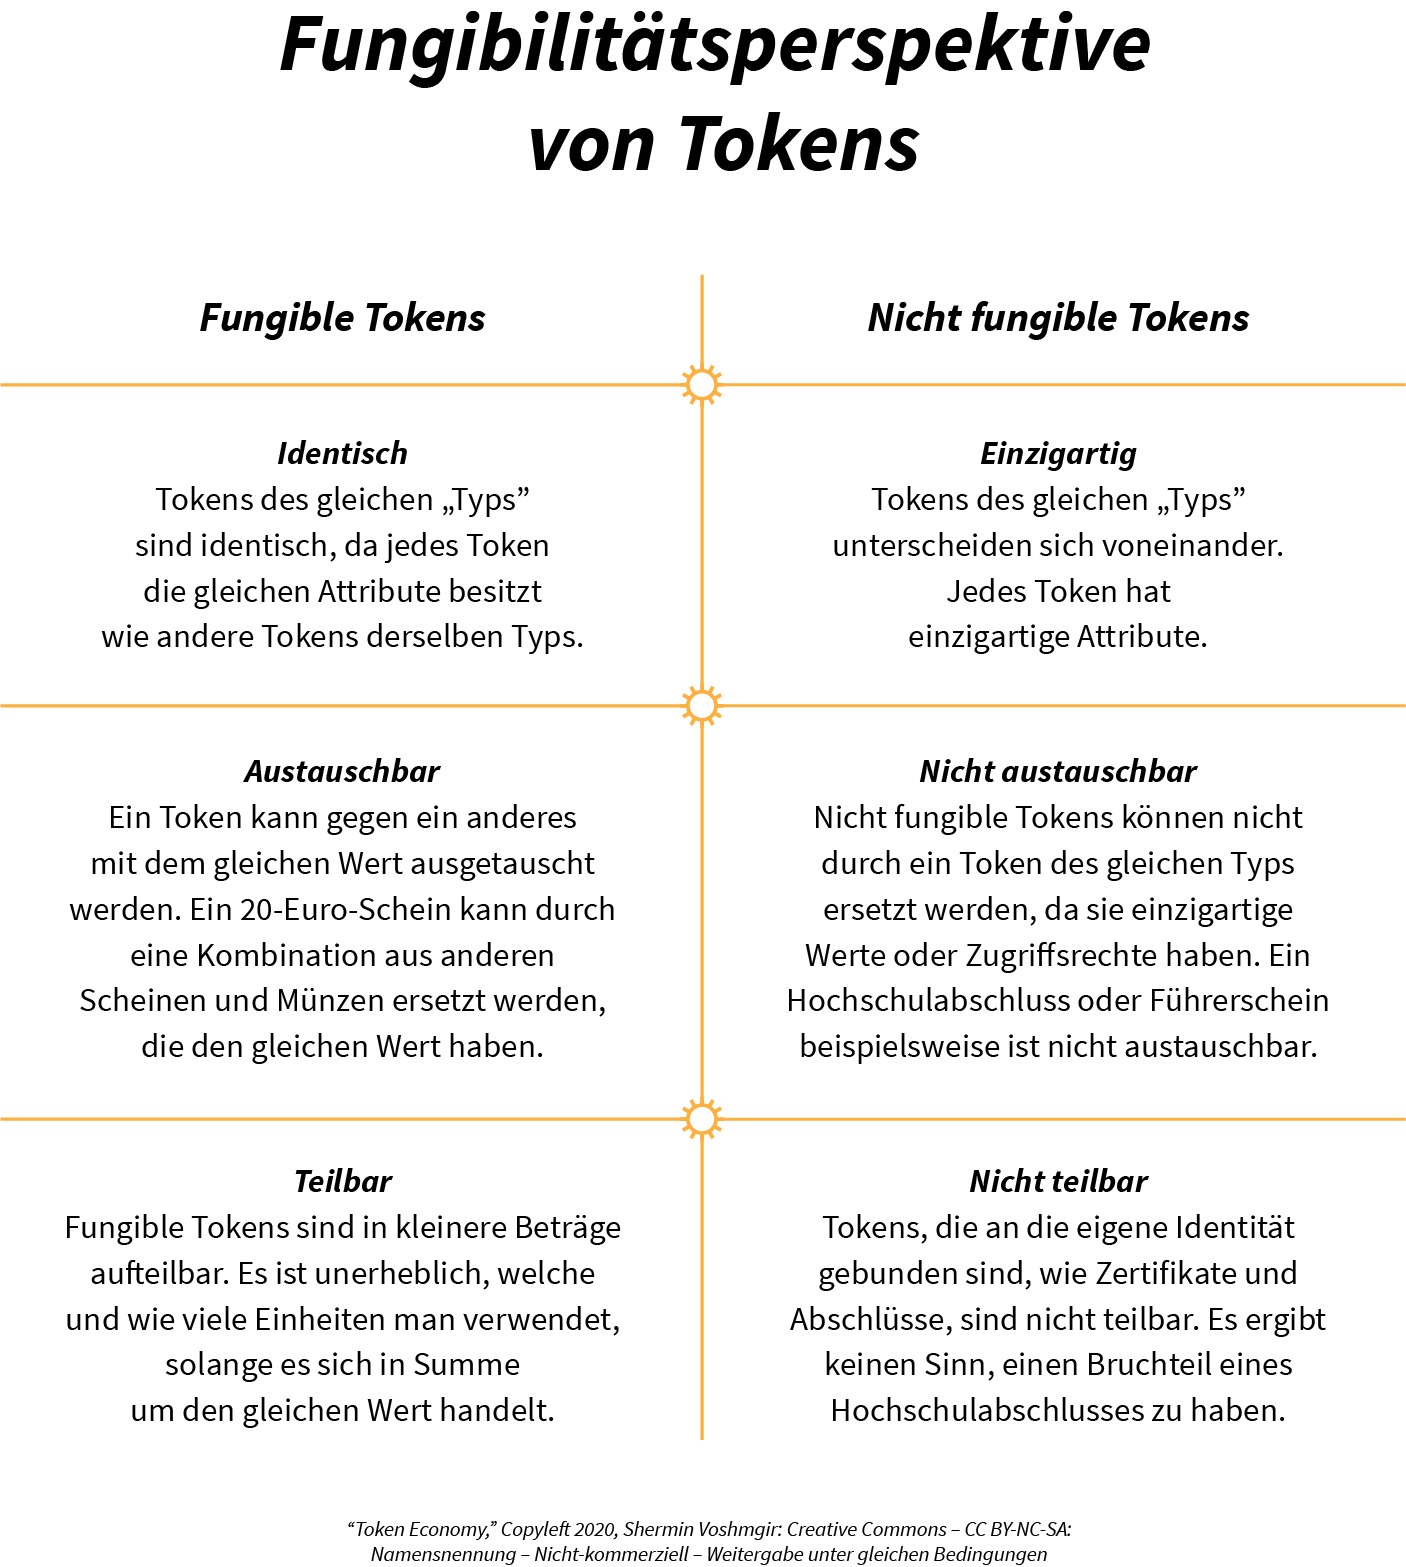 Fungibilitätsperspektive
von Tokens
Fungible Tokens
Nicht fungible Tokens
Identisch
Tokens des gleichen „Typs”
sind identisch, da jedes Token
die gleichen Attribute besitzt
wie andere Tokens derselben Typs.
Einzigartig
Tokens des gleichen „Typs”
unterscheiden sich voneinander.
Jedes Token hat
einzigartige Attribute.
Austauschbar
Ein Token kann gegen ein anderes
mit dem gleichen Wert ausgetauscht
werden. Ein 20-Euro-Schein kann durch
eine Kombination aus anderen
Scheinen und Münzen ersetzt werden,
die den gleichen Wert haben.
Nicht austauschbar
Nicht fungible Tokens können nicht
durch ein Token des gleichen Typs
ersetzt werden, da sie einzigartige
Werte oder Zugriffsrechte haben. Ein
Hochschulabschluss oder Führerschein
beispielsweise ist nicht austauschbar.
Teilbar
Fungible Tokens sind in kleinere Beträge
aufteilbar. Es ist unerheblich, welche
und wie viele Einheiten man verwendet,
solange es sich in Summe
um den gleichen Wert handelt.
Nicht teilbar
Tokens, die an die eigene Identität
gebunden sind, wie Zertifikate und
Abschlüsse, sind nicht teilbar. Es ergibt
keinen Sinn, einen Bruchteil eines
Hochschulabschlusses zu haben.
“Token Economy,” Copyleft 2020, Shermin Voshmgir: Creative Commons – CC BY-NC-SA:
Namensnennung – Nicht-kommerziell – Weitergabe unter gleichen Bedingungen